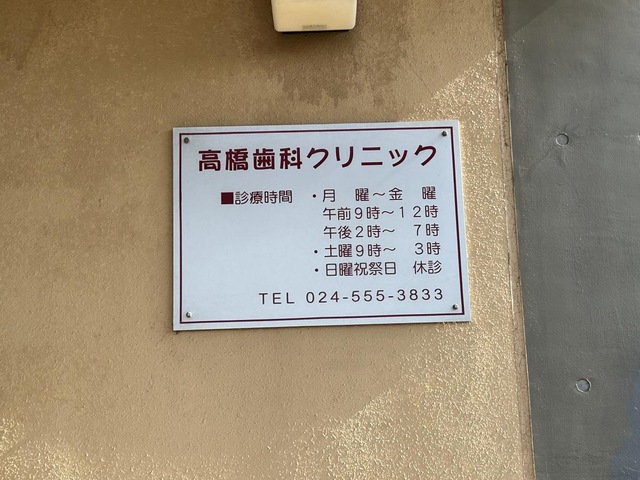 高橋歯科クリニック
■診療時間 ・月 曜～金 曜
午前9時～12時
午後2時～ 7時
・土曜9時～ 3時
・日曜祝祭日 休診
TEL 024-555-3833